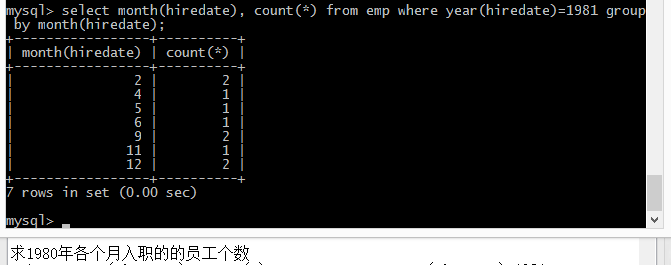 mysql> select month(hiredate), count(*) from emp where year(hiredate)=1981 group
by month(hiredate);
+-----------------+----------+
| month(hiredate) | count(*) |
+-----------------+----------+
|               2 |        2 |
|               4 |        1 |
|               5 |        1 |
|               6 |        1 |
|               9 |        2 |
|              11 |        1 |
|              12 |        2 |
+-----------------+----------+
7 rows in set (0.00 sec)
mysql>
求1980年各个月入职的的员工个数